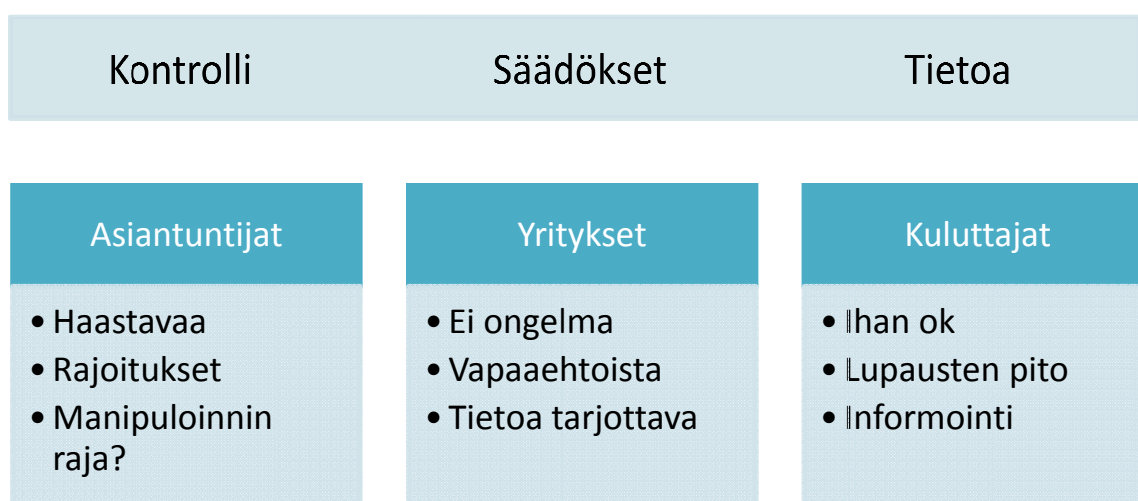 Kontrolli Säädökset Tietoa
Asiantuntijat
• Haastavaa
• Rajoitukset
• Manipuloinnin
raja?
Yritykset
• Ei ongelma
• Vapaaehtoista
• Tietoa tarjottava
Kuluttajat
• Ihan ok
• Lupausten pito
• Informointi